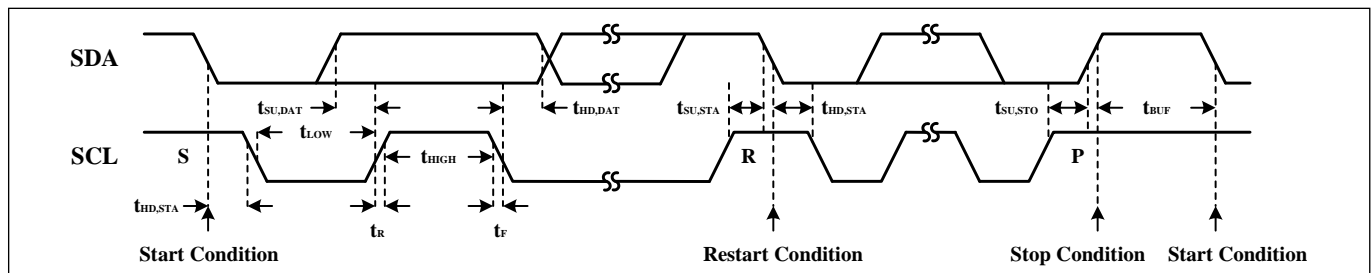 SDA
tSU,DAT
tHD,DAT
tSU,STA
tHD,STA
tSU,STO
tBUF
tLOW
SCL
S
tHIGH
R
P
tHD,STA
tR
tF
Start Condition
Restart Condition
Stop Condition
Start Condition